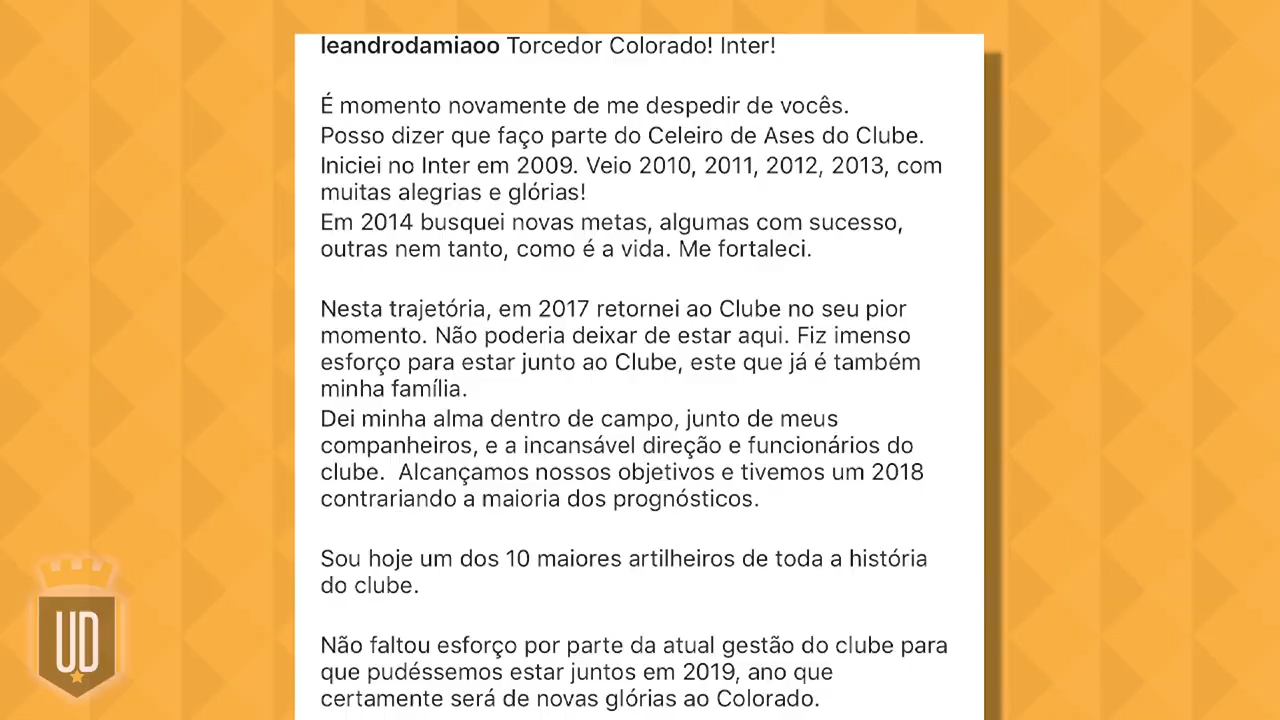 leandrodamiaoo Torcedor Colorado! Inter!
É momento novamente de me despedir de vocês.
Posso dizer que faço parte do Celeiro de Ases do Clube.
Iniciei no Inter em 2009. Veio 2010, 2011, 2012, 2013, com
muitas alegrias e glórias!
Em 2014 busquei novas metas, algumas com sucesso,
outras nem tanto, como é a vida. Me fortaleci.
Nesta trajetória, em 2017 retornei ao Clube no seu pior
momento. Não poderia deixar de estar aqui. Fiz imenso
esforço para estar junto ao Clube, este que já é também
minha família.
Dei minha alma dentro de campo, junto de meus
companheiros, e a incansável direção e funcionários do
clube.  Alcançamos nossos objetivos e tivemos um 2018
contrariando a maioria dos prognósticos.
Sou hoje um dos 10 maiores artilheiros de toda a história
do clube.
Não faltou esforço por parte da atual gestão do clube para
que pudéssemos estar juntos em 2019, ano que
certamente será de novas glórias ao Colorado.
UD